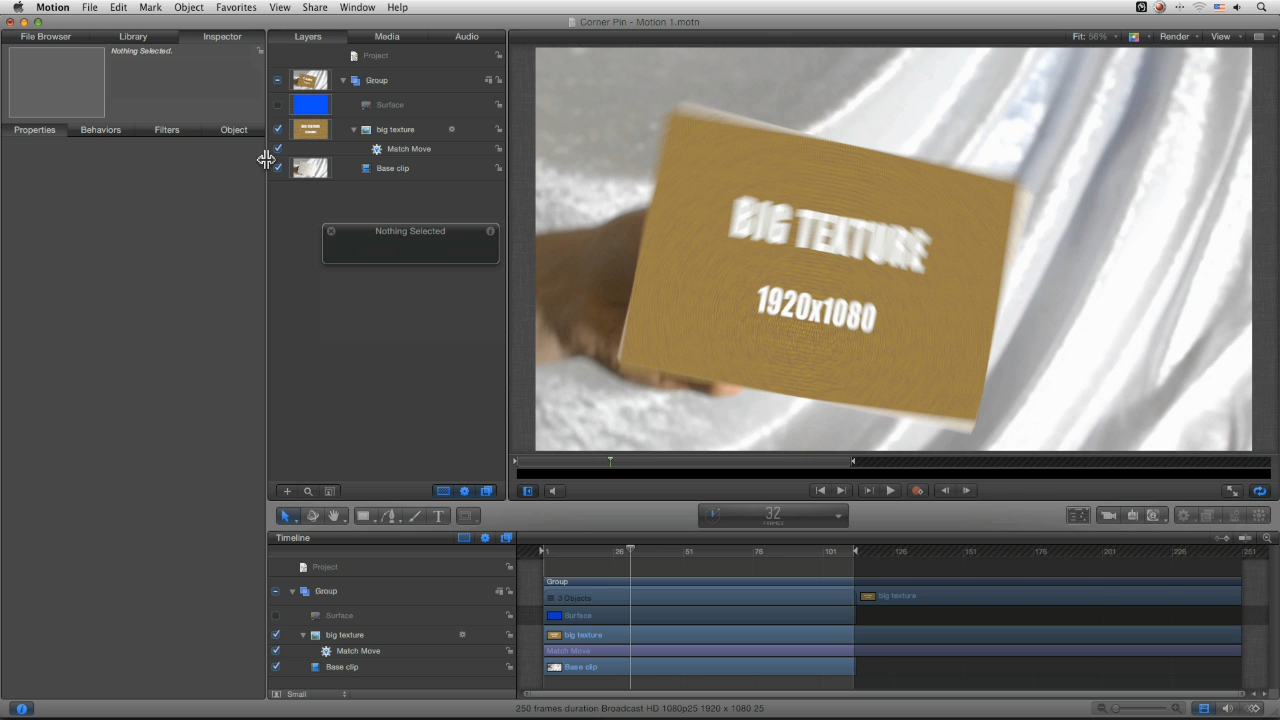 Motion File Edit Mark Object Favorites View Share Window Help
Corner Pin - Motion 1.motn
File Browser Library Inspector Layers Media Audio Fit: 56% Render View
Nothing Selected.
Project
Group
Surface
Properties Behaviors Filters Object
big texture
Match Move
Base clip
Nothing Selected
BIG TEXTURE
1920x1080
32
FRAMES
Timeline
1 26 51 76 101 126 151 176 201 226 251
Project
Group
Group
3 Objects
big texture
Surface
Surface
big texture
big texture
Match Move
Match Move
Base clip
Base clip
Small
250 frames duration Broadcast HD 1080p25 1920 x 1080 25